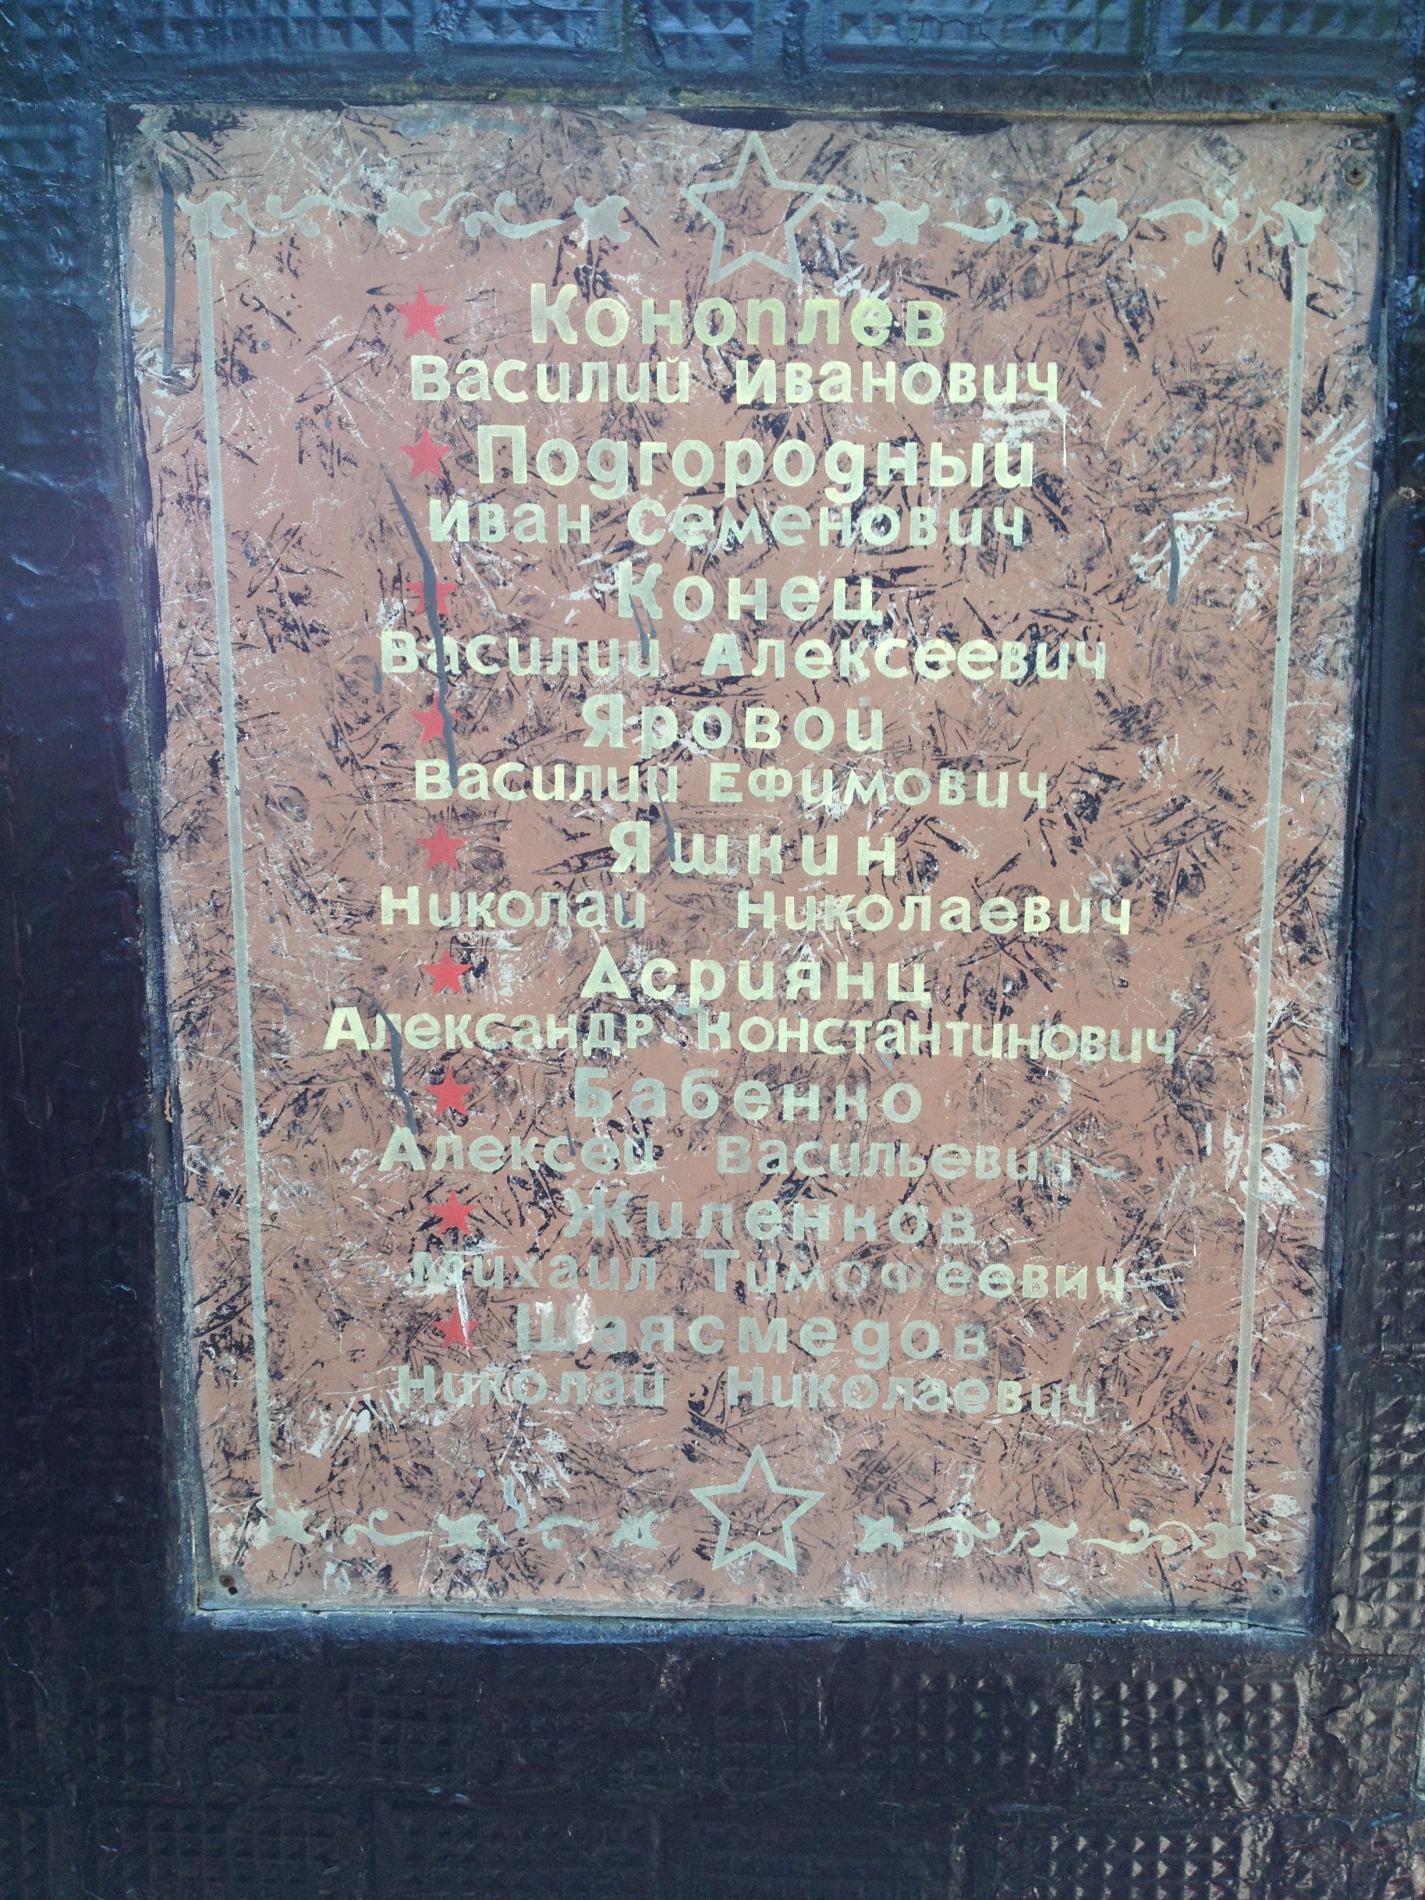 Коноплев
Василий Иванович
Подгородный
Иван Семенович
Конец
Василий Алексеевич
Яровой
Василий Ефимович
Яшкин
Николай Николаевич
Асриянц
Александр Константинович
Бабенко
Алексей Васильевич
Жиленков
Михаил Тимофеевич
Шаясмедов
Николай Николаевич